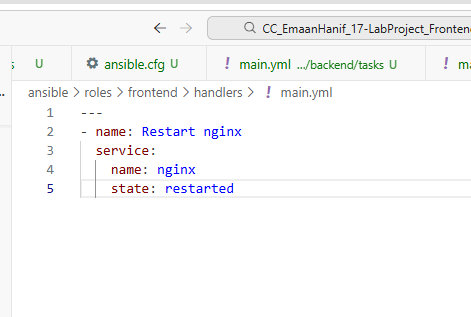 CC_EmaanHanif_17-LabProject_Fronten
U
ansible.cfg U
! main.yml .../backend/tasks U
!
... ansible > roles > frontend > handlers > ! main.yml
1 ---
2 - name: Restart nginx
3 service:
4 name: nginx
5 state: restarted